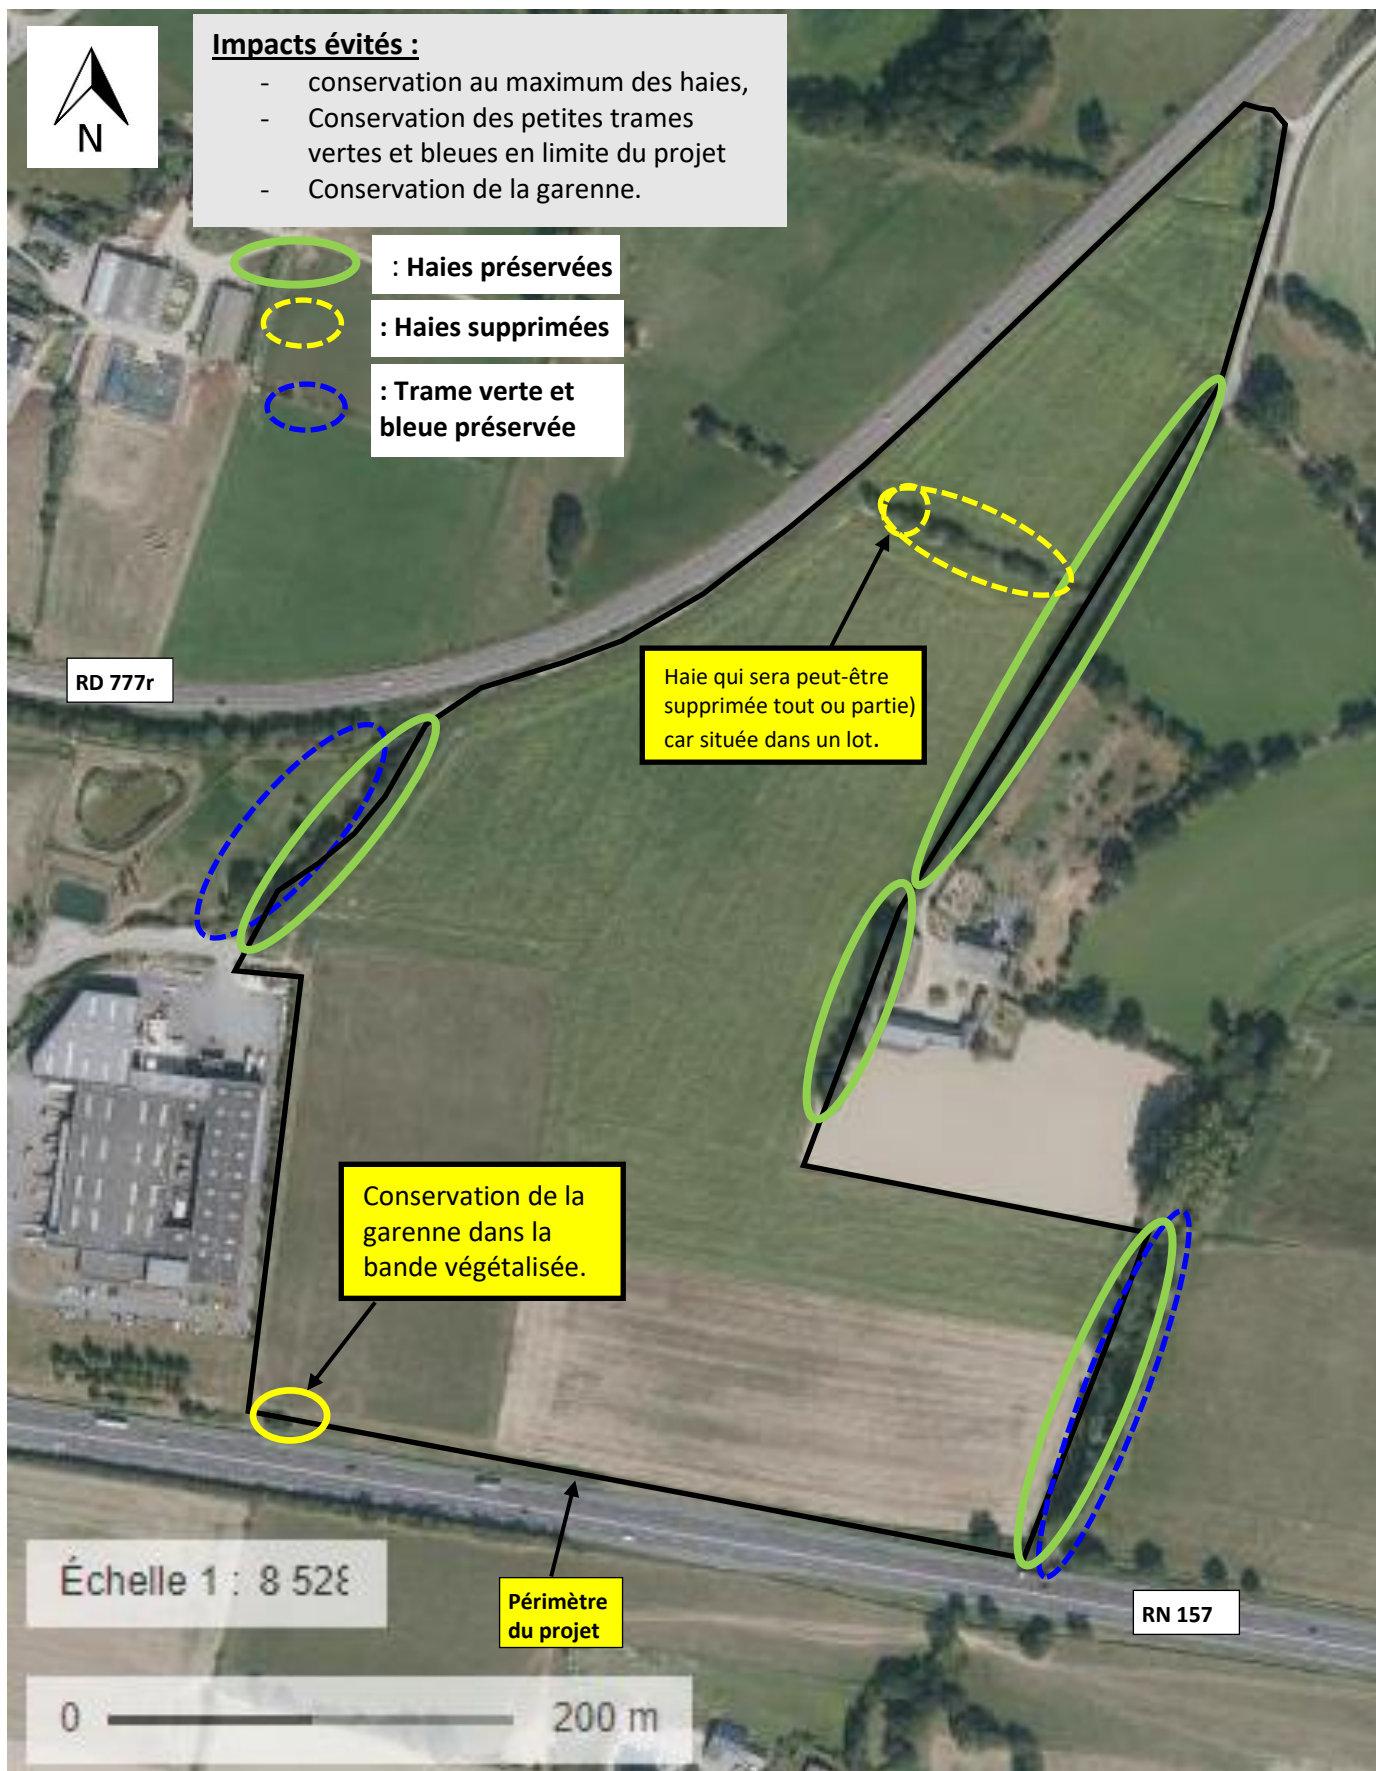 N
Impacts évités :
- conservation au maximum des haies,
- Conservation des petites trames
vertes et bleues en limite du projet
- Conservation de la garenne.
: Haies préservées
: Haies supprimées
: Trame verte et
bleue préservée
RD 777r
Haie qui sera peut-être
supprimée tout ou partie)
car située dans un lot.
Conservation de la
garenne dans la
bande végétalisée.
Périmètre
du projet
RN 157
Échelle 1 : 8 528
0 200 m